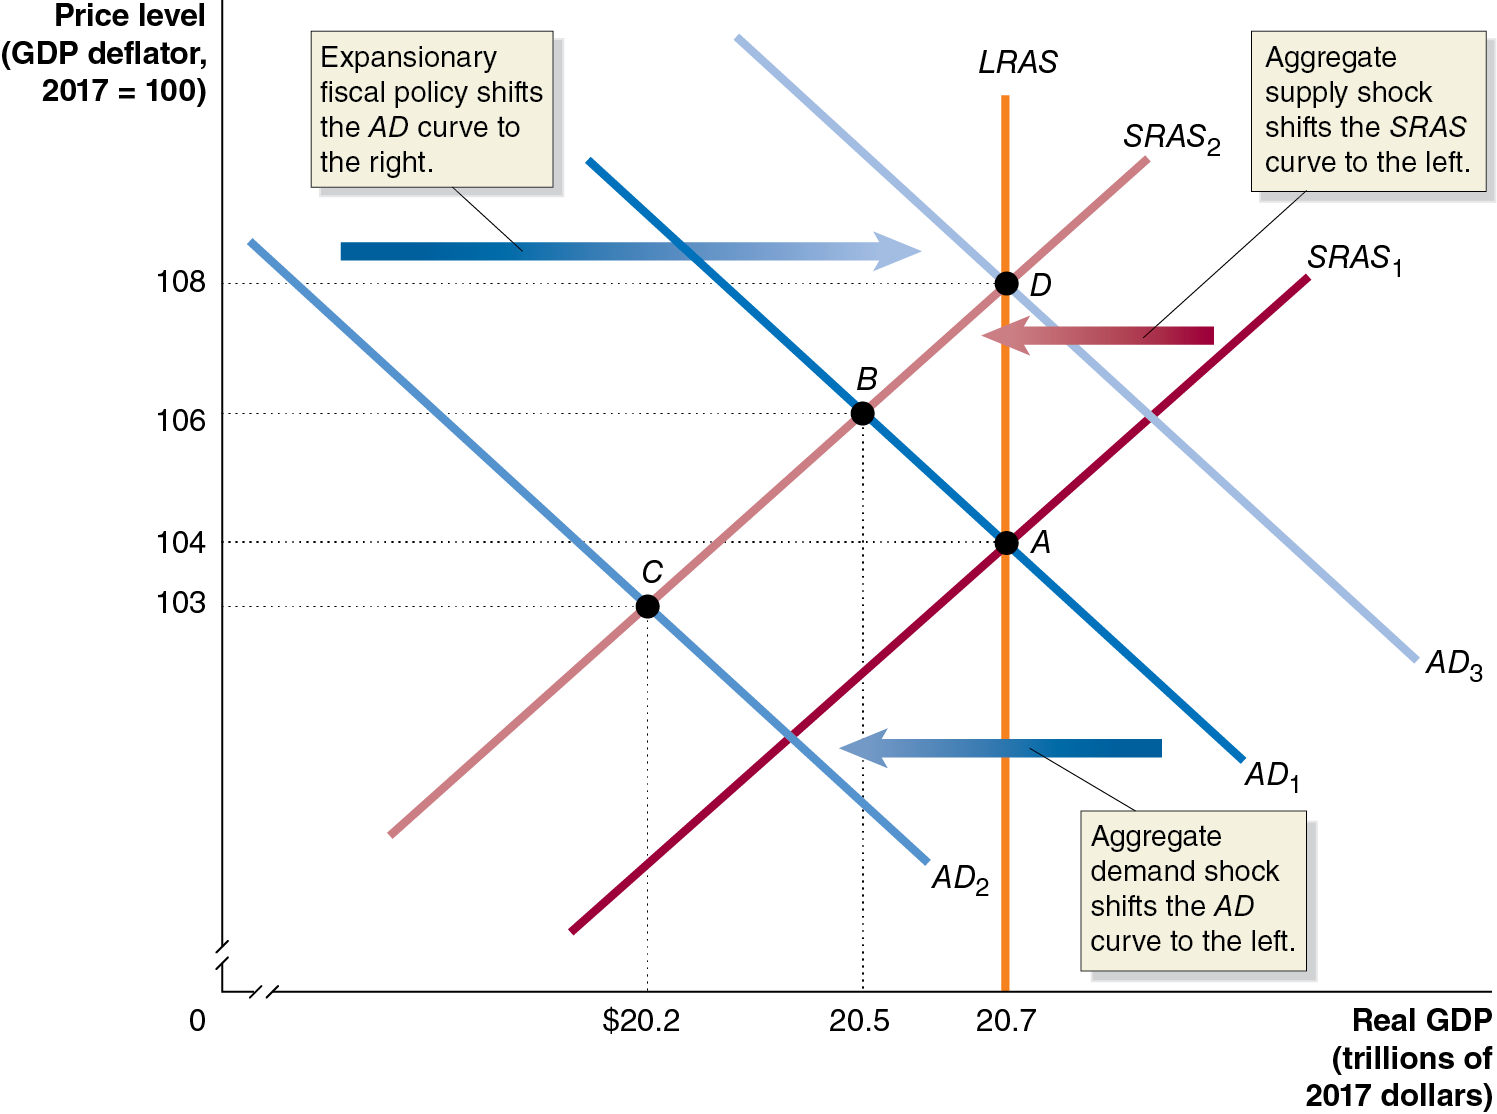 Price level
(GDP deflator,
2017 = 100)
Expansionary
fiscal policy shifts
the AD curve to
the right.
LRAS
SRAS2
Aggregate
supply shock
shifts the SRAS
curve to the left.
SRAS1
108
D
B
106
104
A
C
103
AD3
AD1
AD2
Aggregate
demand shock
shifts the AD
curve to the left.
0
$20.2
20.5
20.7
Real GDP
(trillions of
2017 dollars)